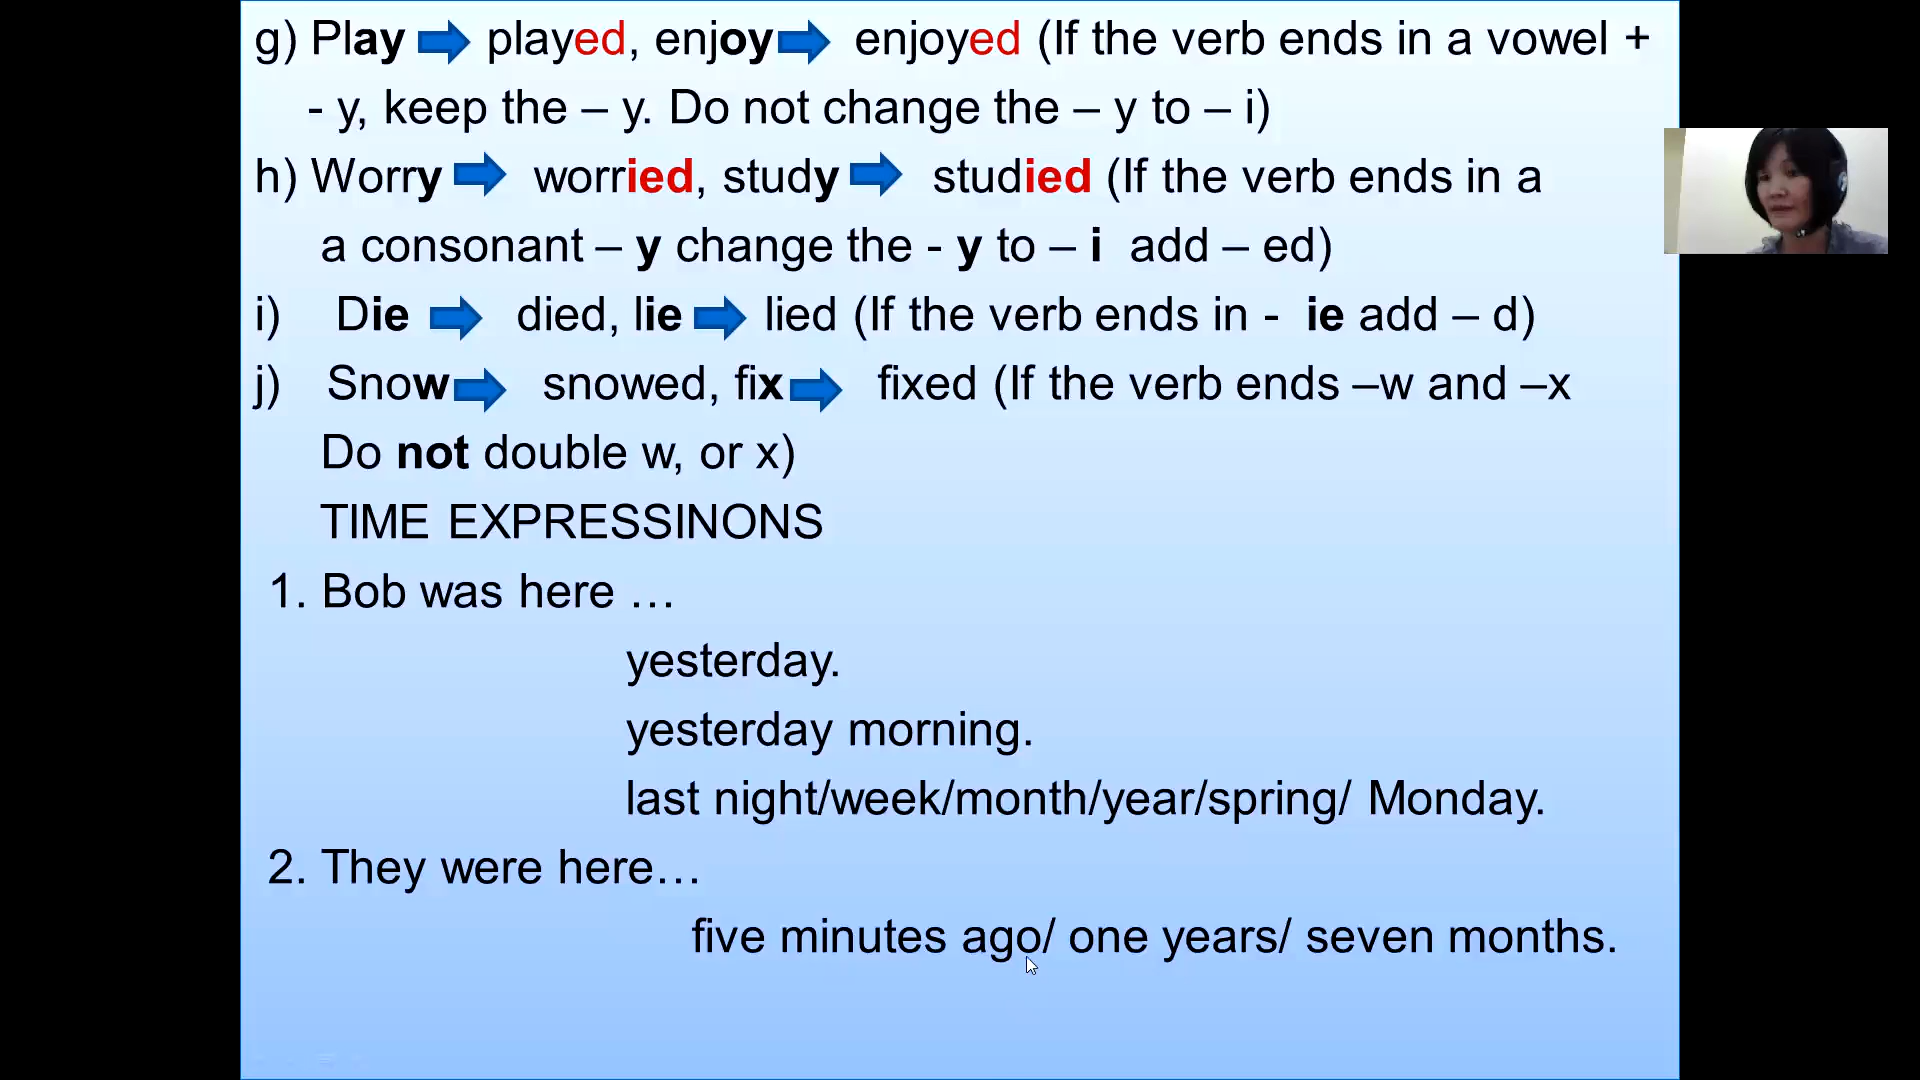 g) Play played, enjoy enjoyed (If the verb ends in a vowel +
- y, keep the – y. Do not change the – y to – i)
h) Worry worried, study studied (If the verb ends in a
a consonant – y change the - y to – i add – ed)
i) Die died, lie lied (If the verb ends in - ie add – d)
j) Snow snowed, fix fixed (If the verb ends –w and –x
Do not double w, or x)
TIME EXPRESSINONS
1. Bob was here …
yesterday.
yesterday morning.
last night/week/month/year/spring/ Monday.
2. They were here…
five minutes ago/ one years/ seven months.